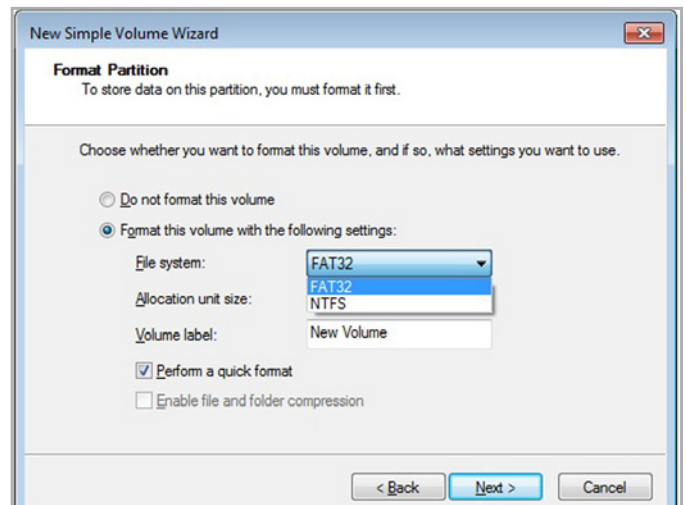 New Simple Volume Wizard
Format Partition
To store data on this partition, you must format it first.
Choose whether you want to format this volume, and if so, what settings you want to use.
Do not format this volume
Format this volume with the following settings:
File system: FAT32
FAT32
Allocation unit size: NTFS
Volume label: New Volume
Perform a quick format
Enable file and folder compression
< Back Next > Cancel